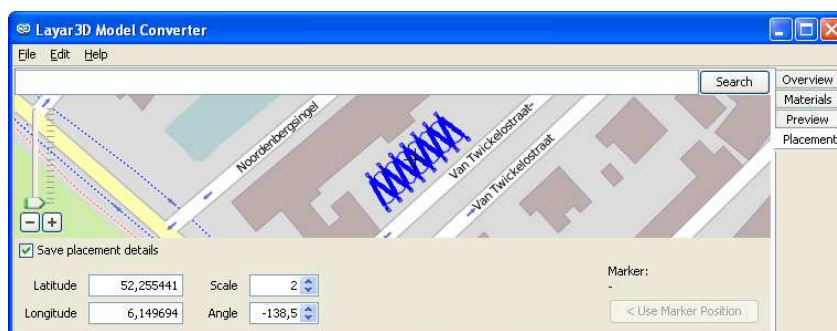 Layar3D Model Converter
File Edit Help
Search
Overview
Materials
Preview
Placement
Noordenbergsingel
Van Twickelostraat
Van Twickelostraat
Save placement details
Latitude 52,255441 Scale 2
Longitude 6,149694 Angle -138,5
Marker:
-
< Use Marker Position